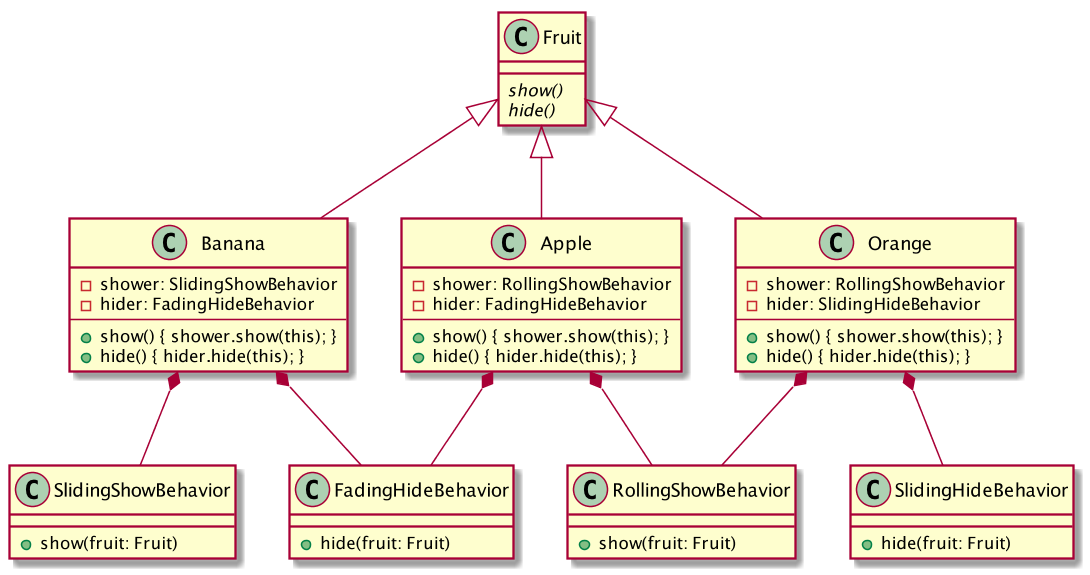 C Fruit
show()
hide()
C Banana
shower: SlidingShowBehavior
hider: FadingHideBehavior
show() { shower.show(this); }
hide() { hider.hide(this); }
C Apple
shower: RollingShowBehavior
hider: FadingHideBehavior
show() { shower.show(this); }
hide() { hider.hide(this); }
C Orange
shower: RollingShowBehavior
hider: SlidingHideBehavior
show() { shower.show(this); }
hide() { hider.hide(this); }
C SlidingShowBehavior
show(fruit: Fruit)
C FadingHideBehavior
hide(fruit: Fruit)
C RollingShowBehavior
show(fruit: Fruit)
C SlidingHideBehavior
hide(fruit: Fruit)